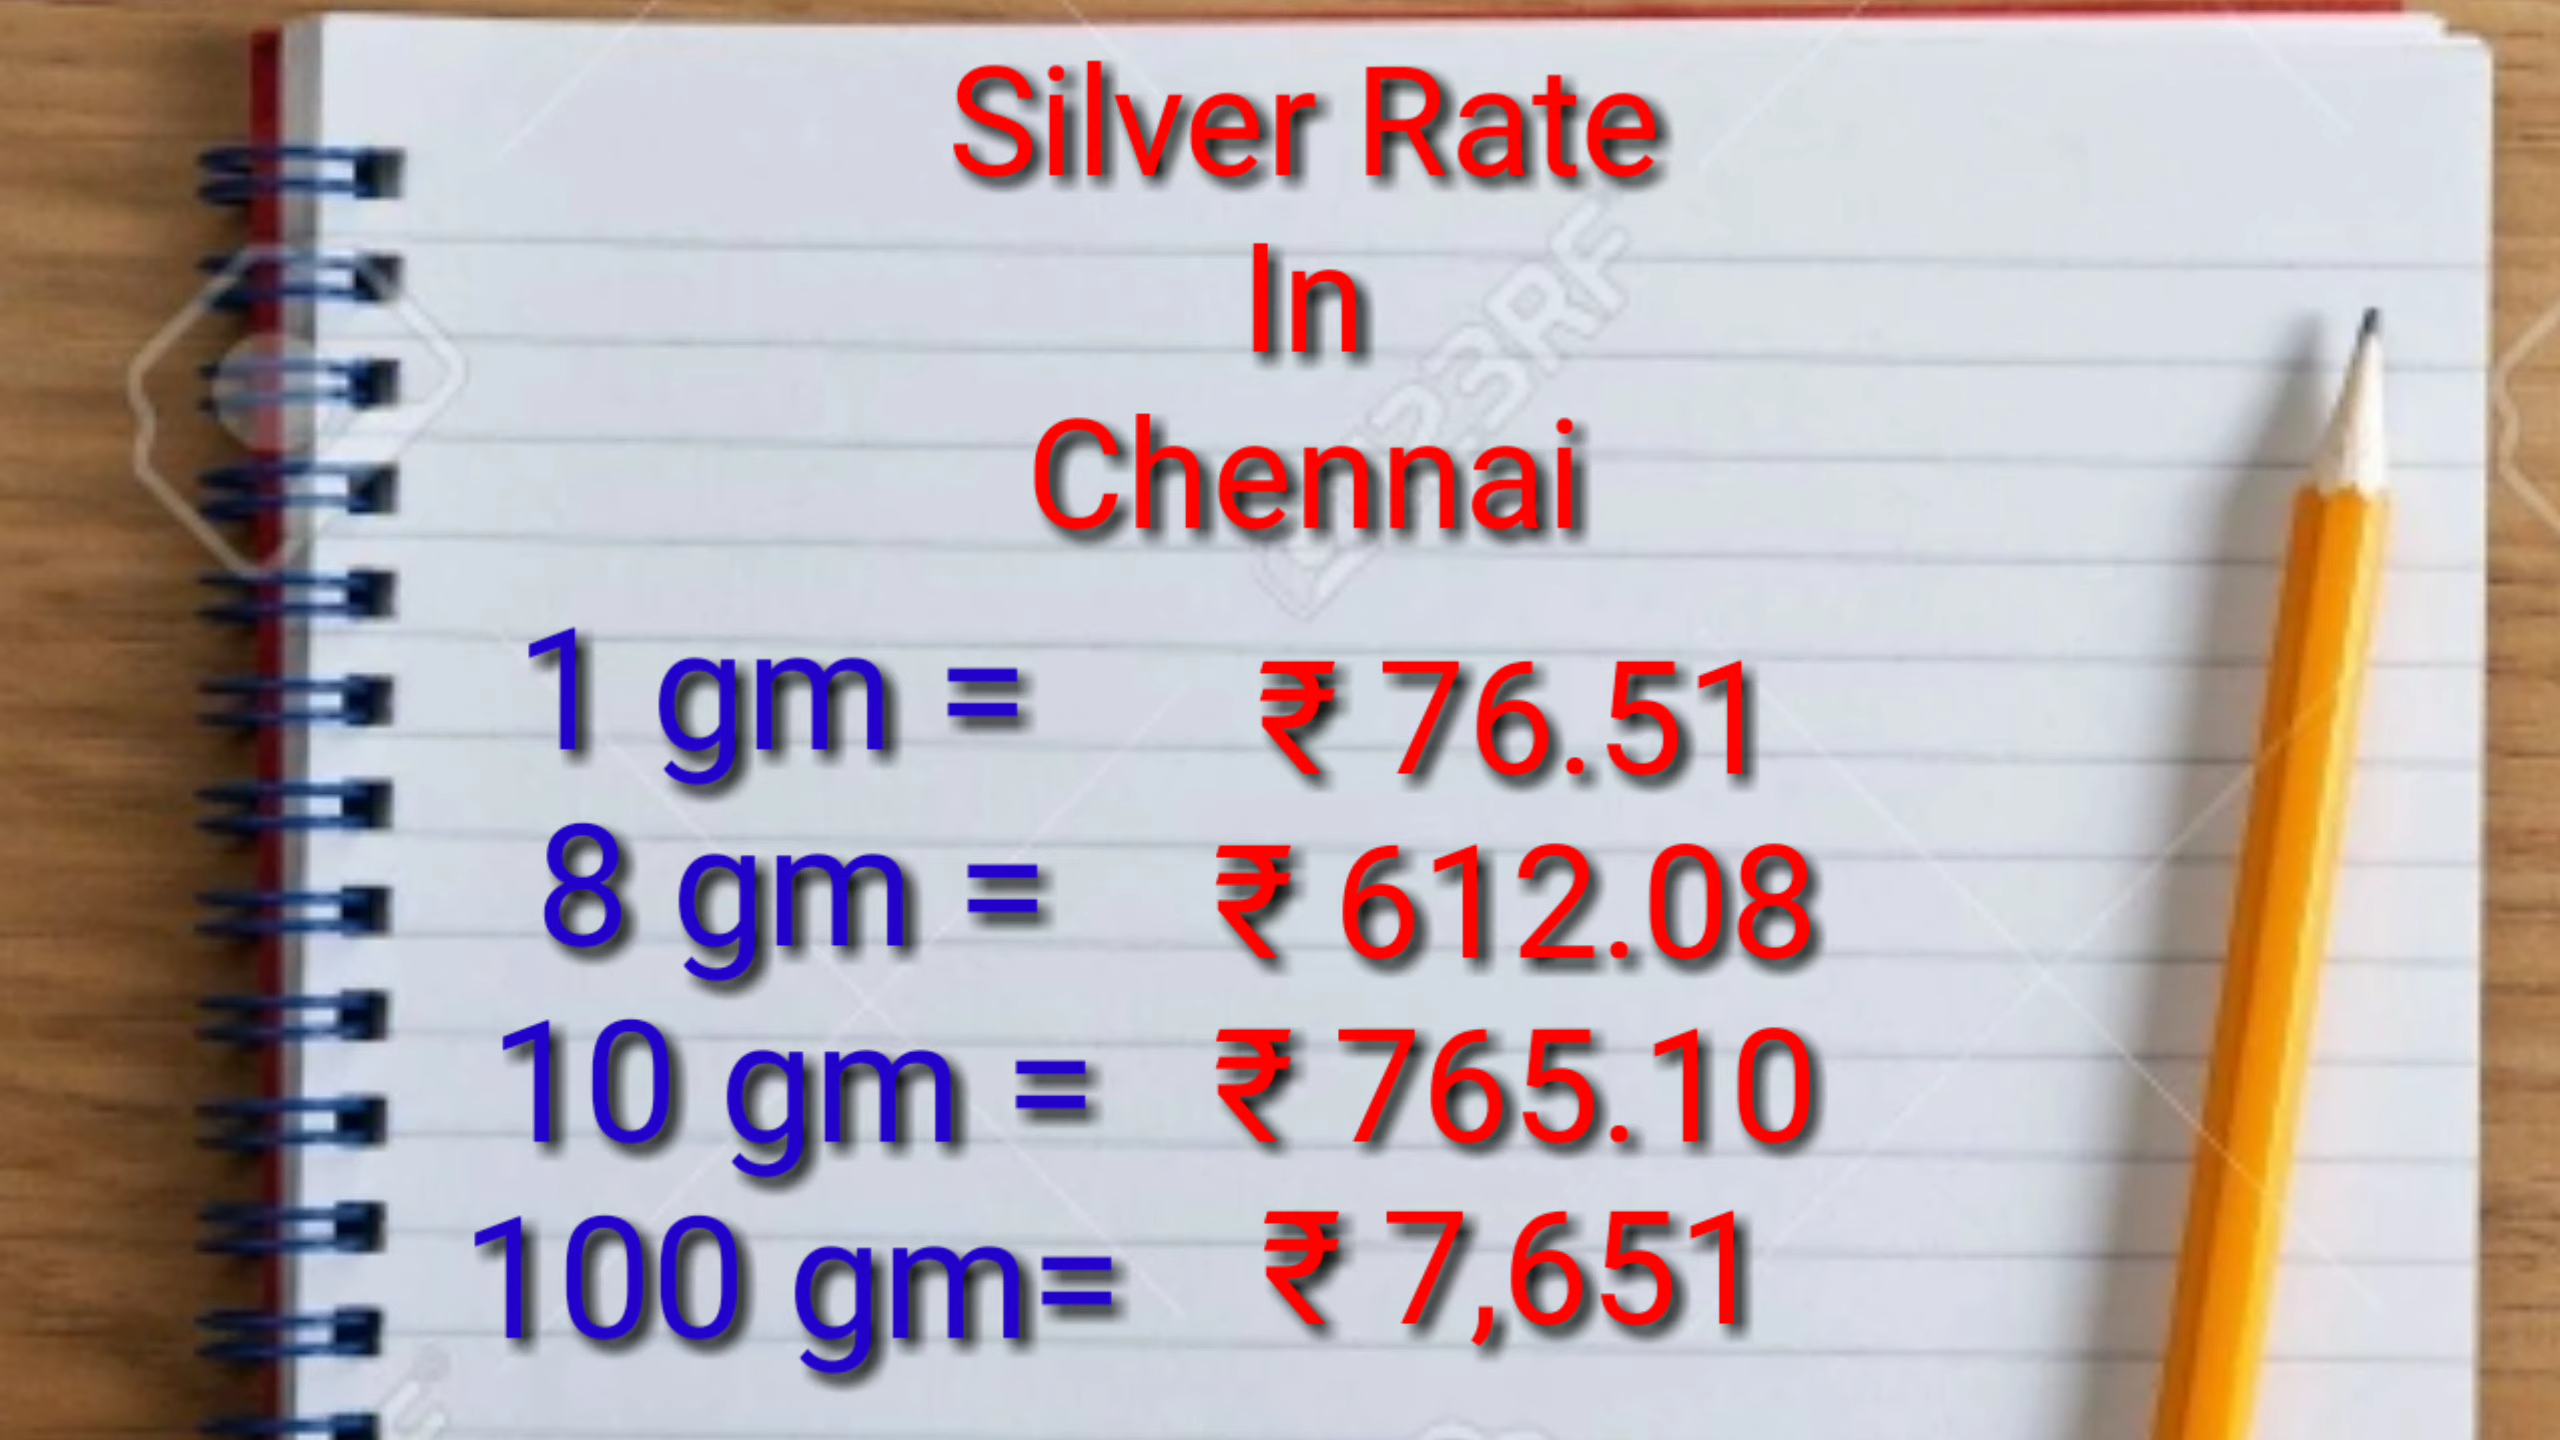 Silver Rate
In
Chennai
1 gm = ₹ 76.51
8 gm = ₹ 612.08
10 gm = ₹ 765.10
100 gm= ₹ 7,651
123RF